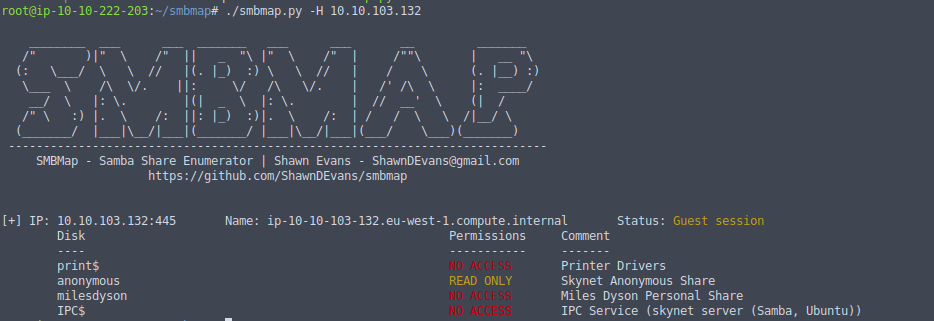 root@ip-10-10-222-203:~/smbmap# ./smbmap.py -H 10.10.103.132
SMBMAP
-----------------------------------------------------------------------------
SMBMap - Samba Share Enumerator | Shawn Evans - ShawnDEvans@gmail.com
https://github.com/ShawnDEvans/smbmap
[+] IP: 10.10.103.132:445 Name: ip-10-10-103-132.eu-west-1.compute.internal Status: Guest session
Disk Permissions Comment
---- ----------- -------
print$ NO ACCESS Printer Drivers
anonymous READ ONLY Skynet Anonymous Share
milesdyson NO ACCESS Miles Dyson Personal Share
IPC$ NO ACCESS IPC Service (skynet server (Samba, Ubuntu))